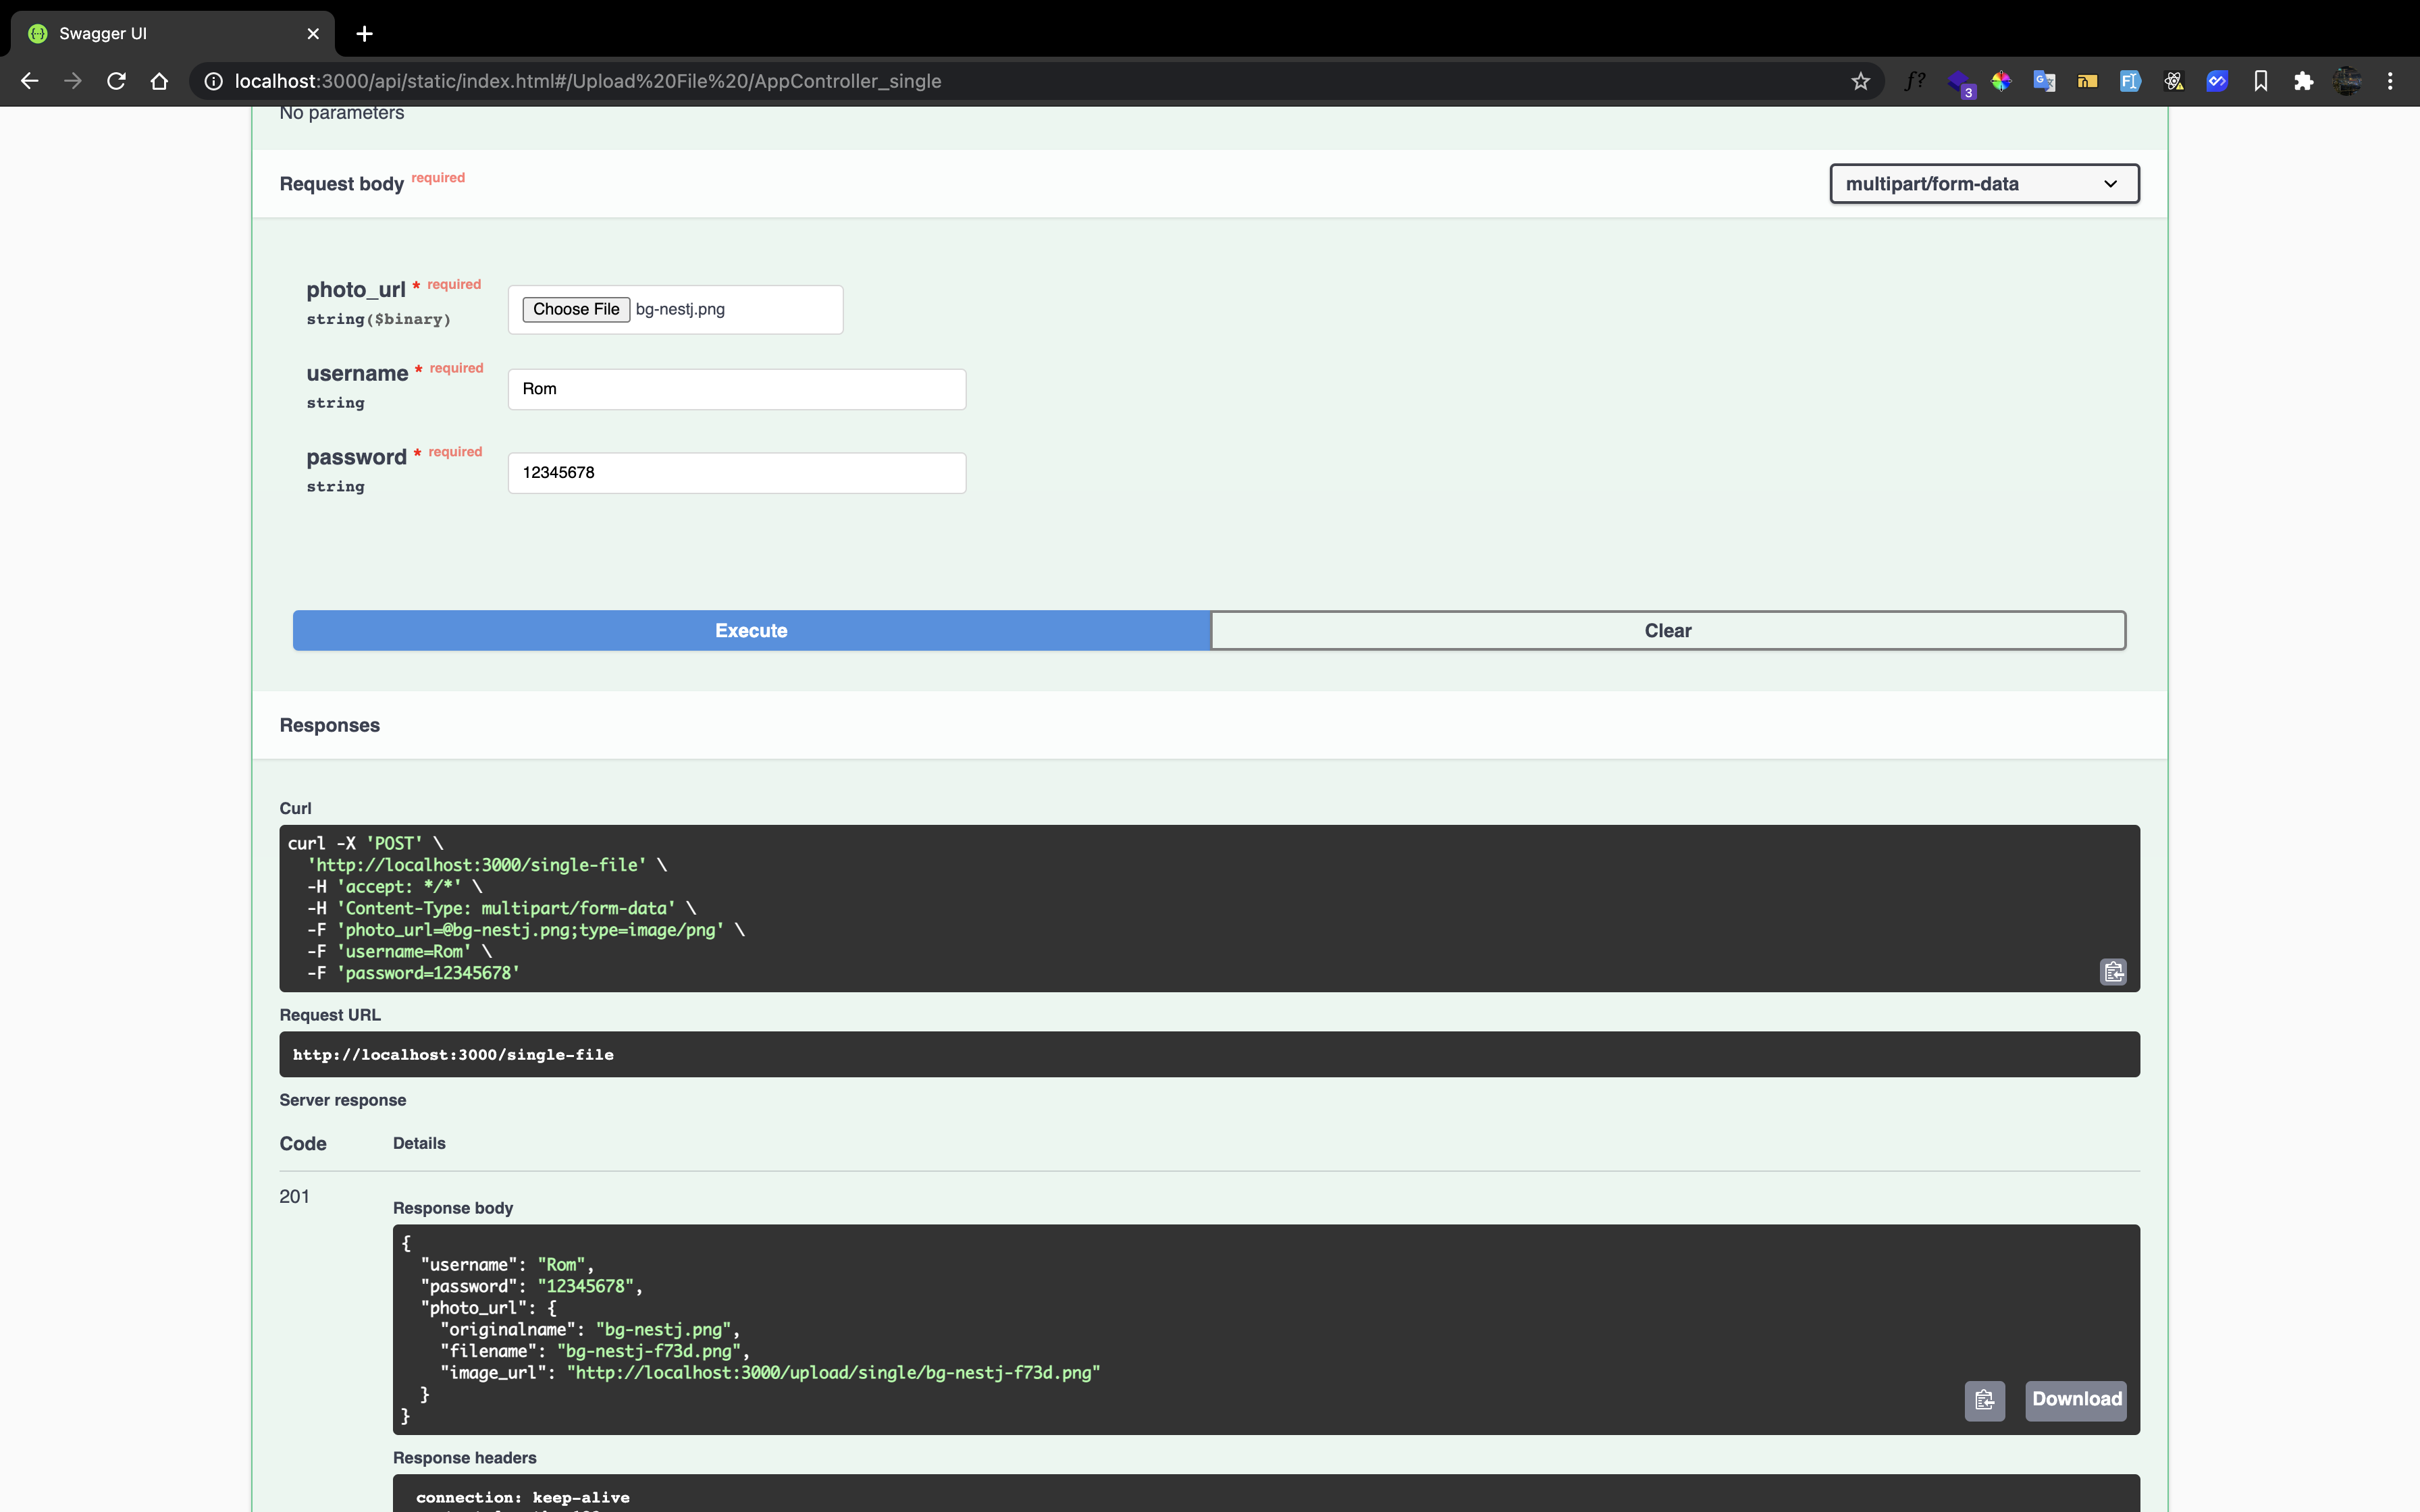 Swagger UI
localhost:3000/api/static/index.html#/Upload%20File%20/AppController_single
3
No parameters
Request body required
multipart/form-data
photo_url * required
string($binary)
Choose File bg-nestj.png
username * required
string
Rom
password * required
string
12345678
Execute
Clear
Responses
Curl
curl -X 'POST' \
'http://localhost:3000/single-file' \
-H 'accept: */*' \
-H 'Content-Type: multipart/form-data' \
-F 'photo_url=@bg-nestj.png;type=image/png' \
-F 'username=Rom' \
-F 'password=12345678'
Request URL
http://localhost:3000/single-file
Server response
Code Details
201
Response body
{
"username": "Rom",
"password": "12345678",
"photo_url": {
"originalname": "bg-nestj.png",
"filename": "bg-nestj-f73d.png",
"image_url": "http://localhost:3000/upload/single/bg-nestj-f73d.png"
}
}
Download
Response headers
connection: keep-alive